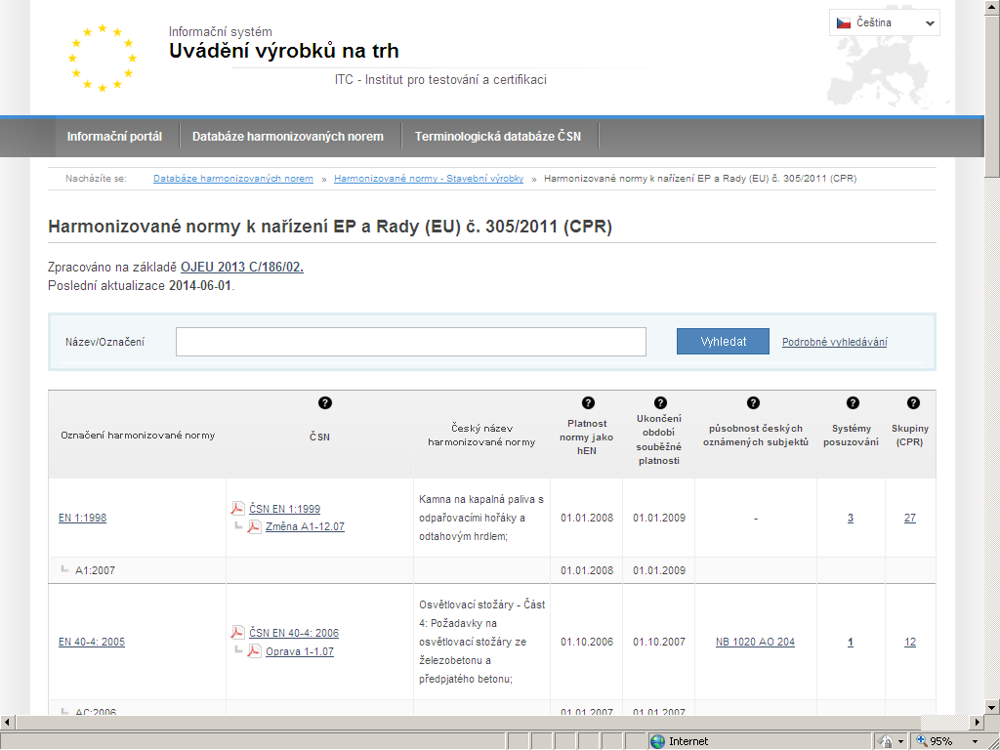 Informační systém
Uvádění výrobků na trh
ITC - Institut pro testování a certifikaci
Čeština
Informační portál
Databáze harmonizovaných norem
Terminologická databáze ČSN
Nacházíte se: Databáze harmonizovaných norem » Harmonizované normy - Stavební výrobky » Harmonizované normy k nařízení EP a Rady (EU) č. 305/2011 (CPR)
Harmonizované normy k nařízení EP a Rady (EU) č. 305/2011 (CPR)
Zpracováno na základě OJEU 2013 C/186/02.
Poslední aktualizace 2014-06-01.
Název/Označení
Vyhledat
Podrobné vyhledávání
Označení harmonizované normy
?
ČSN
Český název
harmonizované normy
?
Platnost
normy jako
hEN
?
Ukončení
období
souběžné
platnosti
?
působnost českých
oznámených subjektů
?
Systémy
posuzování
?
Skupiny
(CPR)
EN 1:1998
ČSN EN 1:1999
Změna A1-12.07
Kamna na kapalná paliva s
odpařovacími hořáky a
odtahovým hrdlem;
01.01.2008
01.01.2009
-
3
27
A1:2007
01.01.2008
01.01.2009
EN 40-4: 2005
ČSN EN 40-4: 2006
Oprava 1-1.07
Osvětlovací stožáry - Část
4: Požadavky na
osvětlovací stožáry ze
železobetonu a
předpjatého betonu;
01.10.2006
01.10.2007
NB 1020 AO 204
1
12
AC:2006
01.01.2007
01.01.2007
Internet
95%